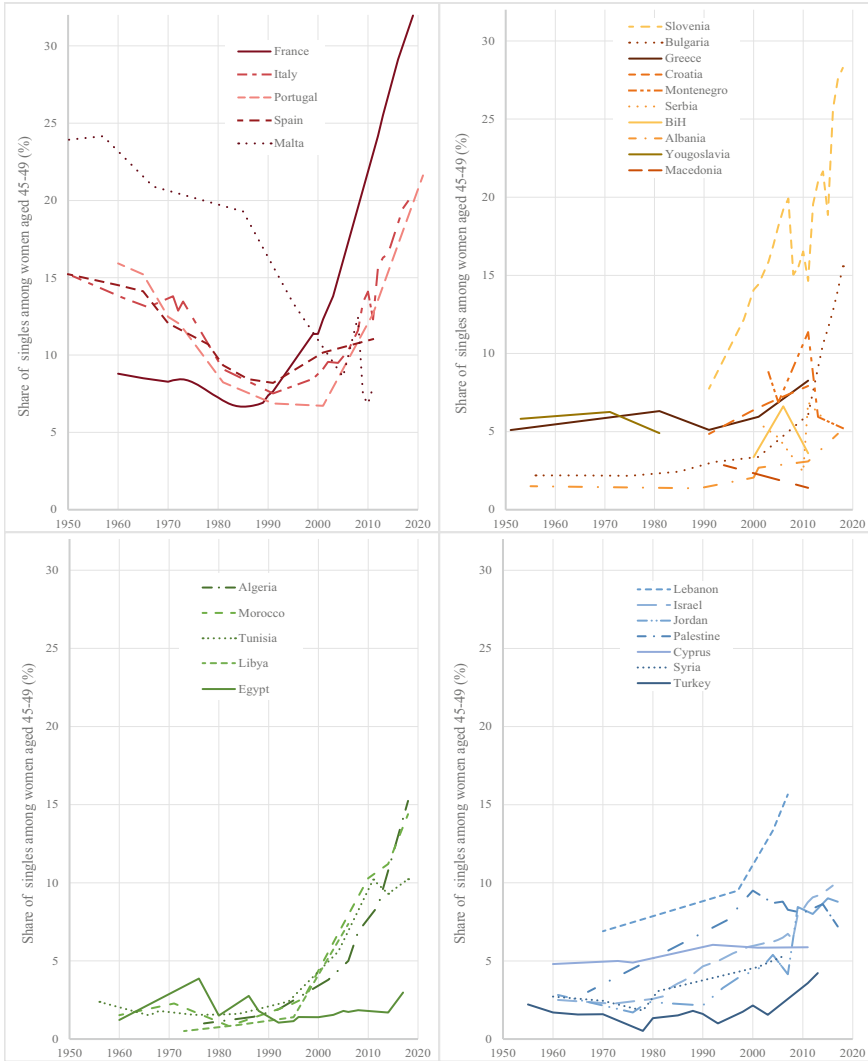 Share of singles among women aged 45-49 (%)
30
25
20
15
10
5
0
France
Italy
Portugal
Spain
Malta
1950 1960 1970 1980 1990 2000 2010 2020
Share of singles among women aged 45-49 (%)
30
25
20
15
10
5
0
Slovenia
Bulgaria
Greece
Croatia
Montenegro
Serbia
BiH
Albania
Yougoslavia
Macedonia
1950 1960 1970 1980 1990 2000 2010 2020
Share of singles among women aged 45-49 (%)
30
25
20
15
10
5
0
Algeria
Morocco
Tunisia
Libya
Egypt
1950 1960 1970 1980 1990 2000 2010 2020
Share of singles among women aged 45-49 (%)
30
25
20
15
10
5
0
Lebanon
Israel
Jordan
Palestine
Cyprus
Syria
Turkey
1950 1960 1970 1980 1990 2000 2010 2020